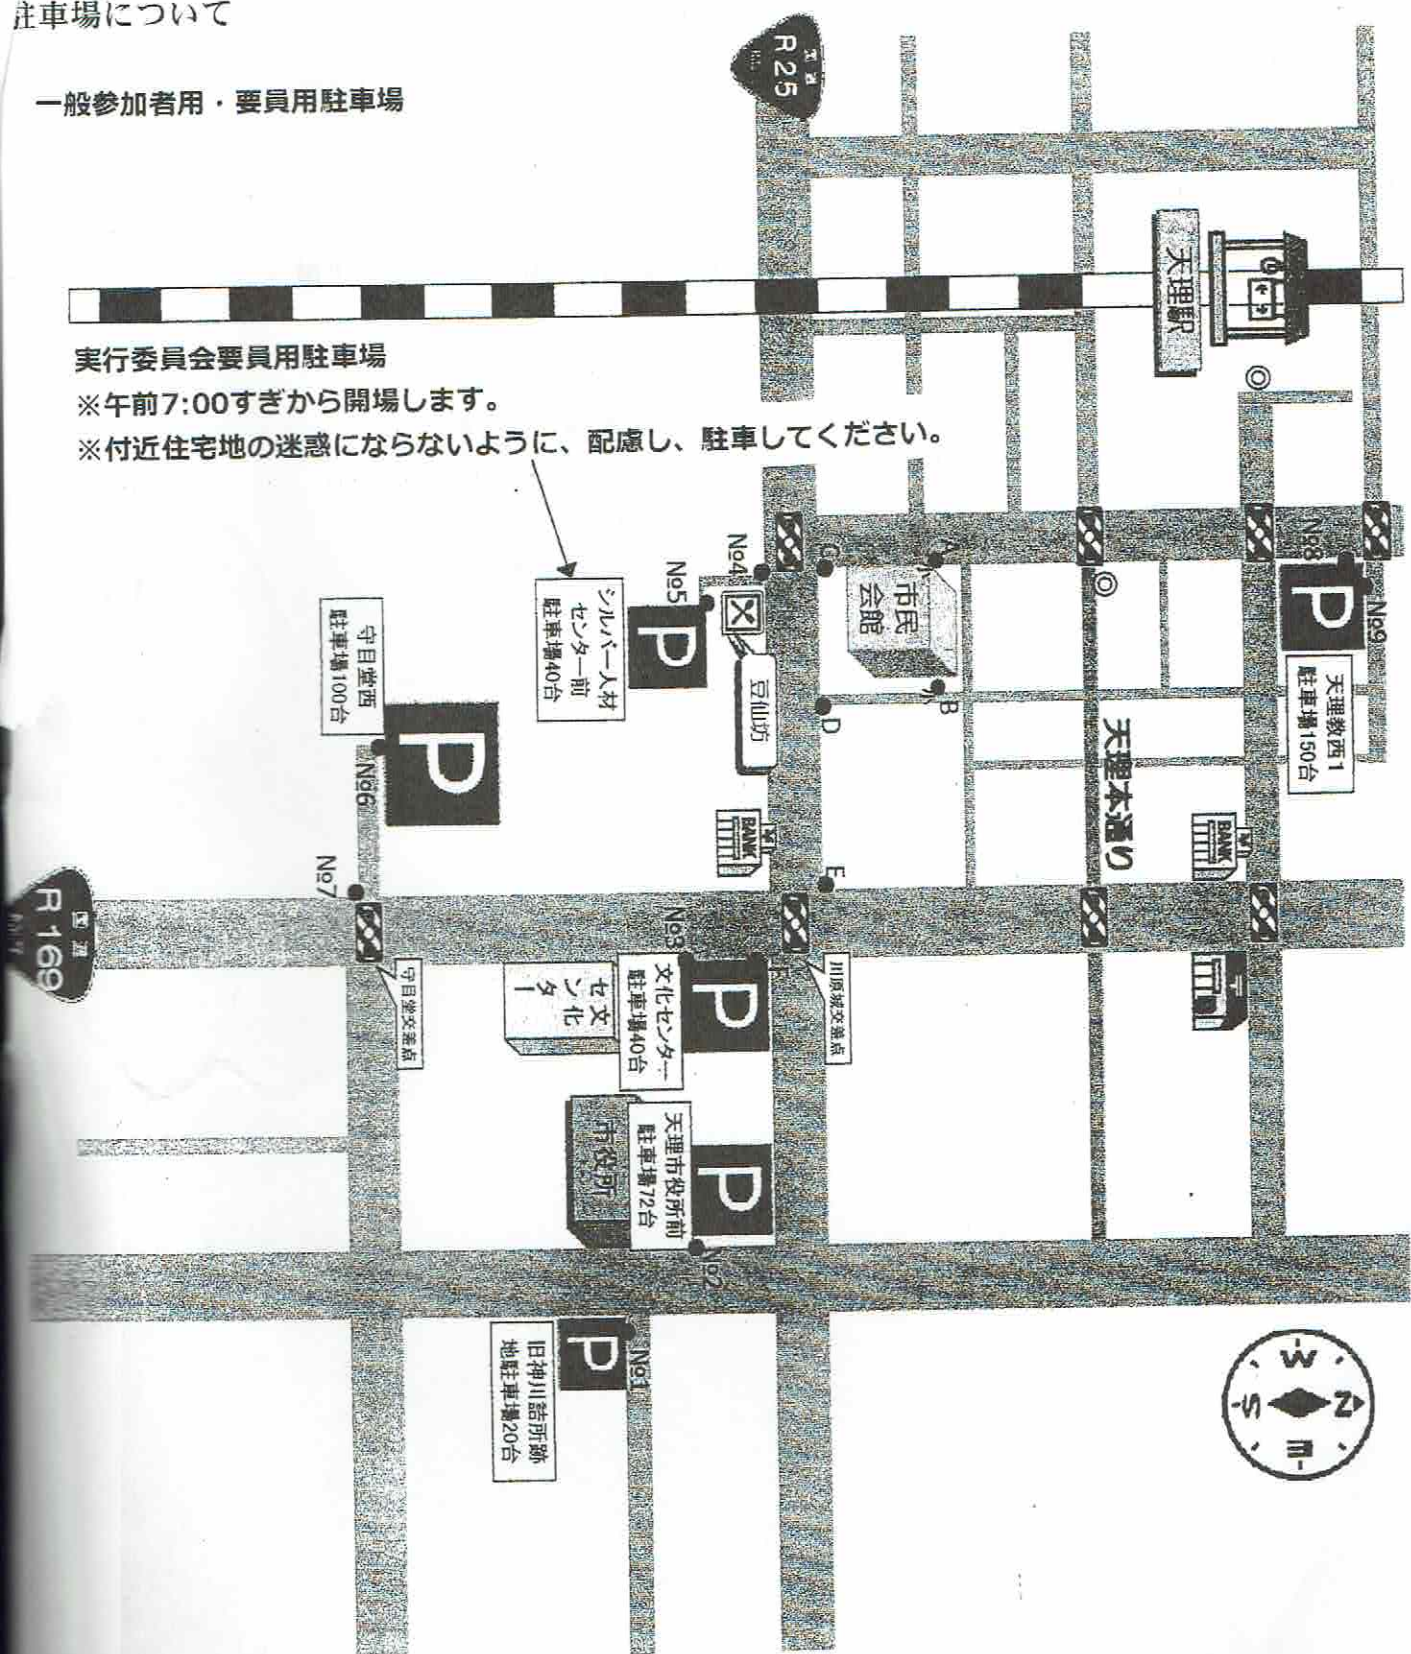 駐車場について
一般参加者用・要員用駐車場
国道
R25
天理駅
実行委員会要員用駐車場
※午前7:00すぎから開場します。
※付近住宅地の迷惑にならないように、配慮し、駐車してください。
No8
No9
P
天理教西1
駐車場150台
A
C
市民
会館
B
D
No4
No5
P
シルバー人材
センター前
駐車場40台
豆仙坊
守目堂西
駐車場100台
P
No6
天理本通り
BANK
BANK
No7
E
国道
R169
守目堂交差点
No3
P
文化センター
駐車場40台
文化
センター
川原城交差点
〒
P
天理市役所前
駐車場72台
市役所
No2
No1
P
旧神川詰所跡
地駐車場20台
W
N
S
E